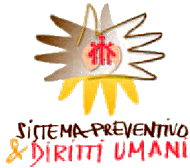 SISTEMA PREVENTIVO
& DIRITTI UMANI